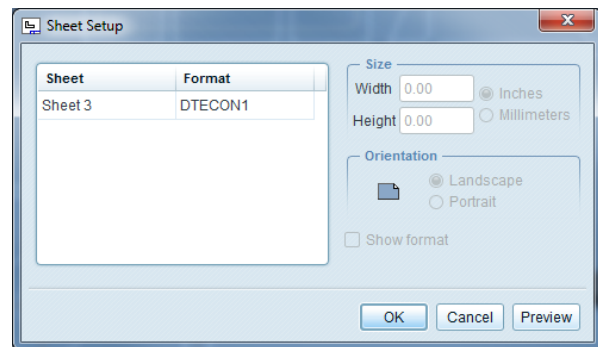 Sheet Setup
Sheet Format
Sheet 3 DTECON1
Size
Width 0.00
Inches
Height 0.00
Millimeters
Orientation
Landscape
Portrait
Show format
OK Cancel Preview